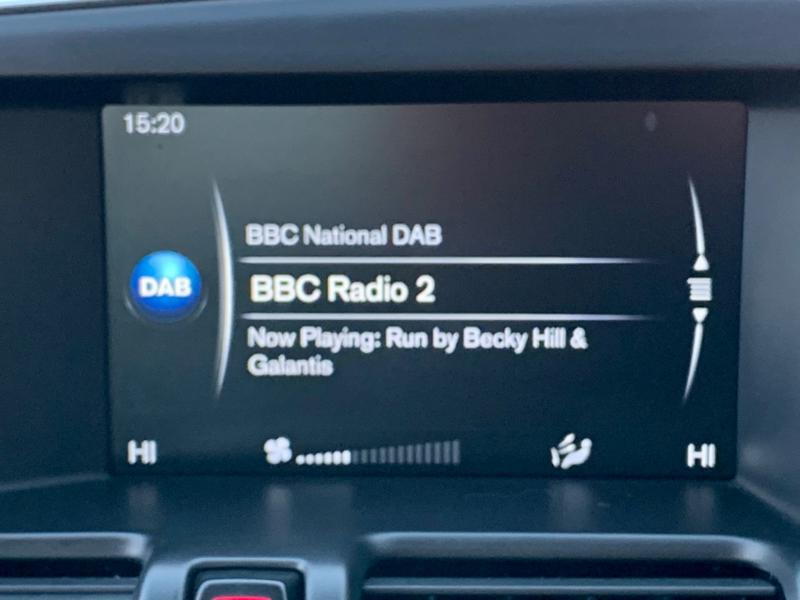 15:20
BBC National DAB
DAB
BBC Radio 2
Now Playing: Run by Becky Hill &
Galantis
HI
HI